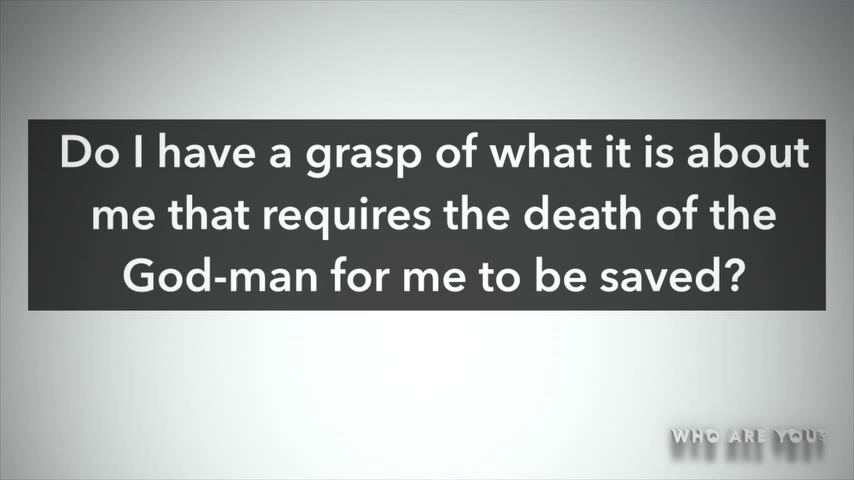 Do I have a grasp of what it is about
me that requires the death of the
God-man for me to be saved?
WHO ARE YOU?